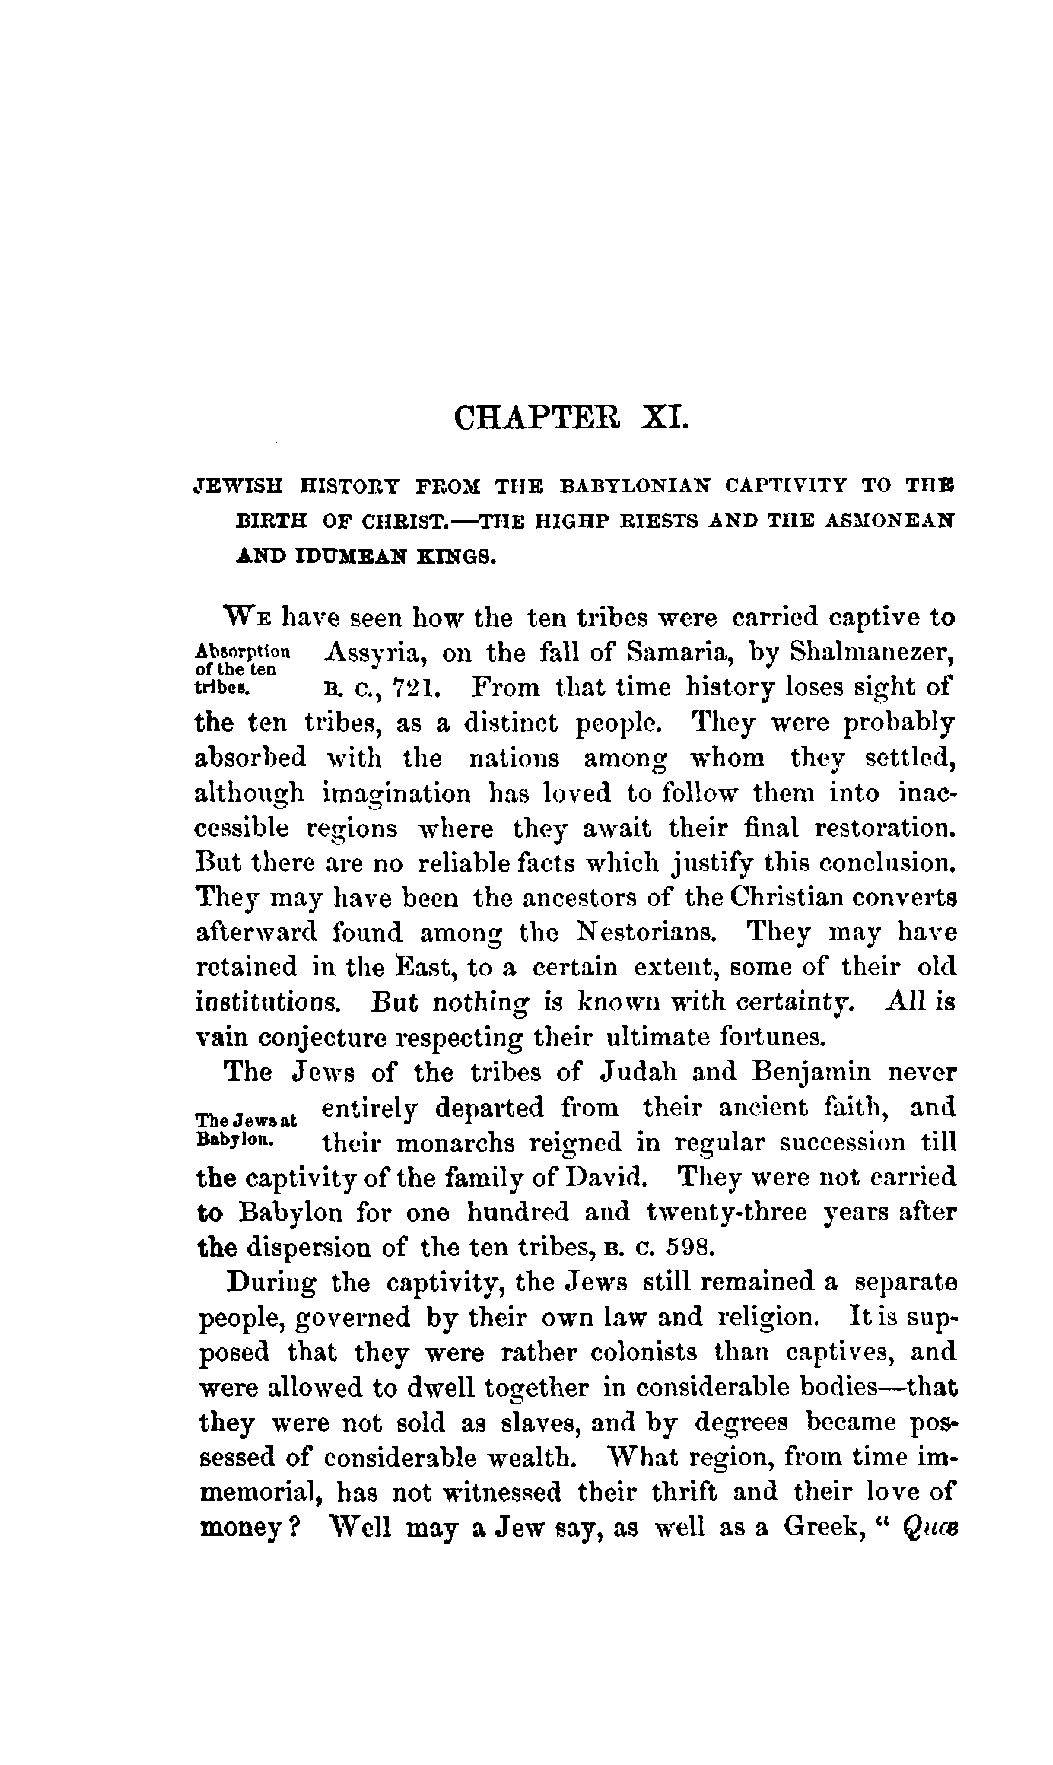 CHAPTER XI.
JEWISH HISTORY FROM THE BABYLONIAN CAPTIVITY TO THE
BIRTH OF CHRIST.—THE HIGHP RIESTS AND THE ASMONEAN
AND IDUMEAN KINGS.
WE have seen how the ten tribes were carried captive to
Absorption
of the ten
tribes.
Assyria, on the fall of Samaria, by Shalmanezer,
B. C., 721. From that time history loses sight of
the ten tribes, as a distinct people. They were probably
absorbed with the nations among whom they settled,
although imagination has loved to follow them into inac-
cessible regions where they await their final restoration.
But there are no reliable facts which justify this conclusion.
They may have been the ancestors of the Christian converts
afterward found among the Nestorians. They may have
retained in the East, to a certain extent, some of their old
institutions. But nothing is known with certainty. All is
vain conjecture respecting their ultimate fortunes.
The Jews of the tribes of Judah and Benjamin never
The Jews at
Babylon.
entirely departed from their ancient faith, and
their monarchs reigned in regular succession till
the captivity of the family of David. They were not carried
to Babylon for one hundred and twenty-three years after
the dispersion of the ten tribes, B. C. 598.
During the captivity, the Jews still remained a separate
people, governed by their own law and religion. It is sup-
posed that they were rather colonists than captives, and
were allowed to dwell together in considerable bodies—that
they were not sold as slaves, and by degrees became pos-
sessed of considerable wealth. What region, from time im-
memorial, has not witnessed their thrift and their love of
money? Well may a Jew say, as well as a Greek, “ Quæ